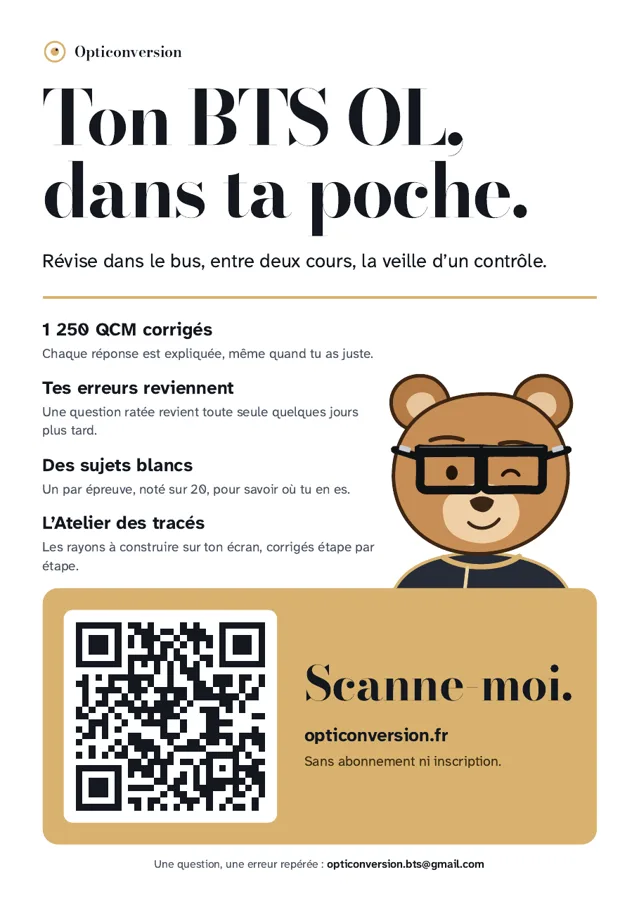 Opticonversion
Ton BTS OL,
dans ta poche.
Révise dans le bus, entre deux cours, la veille d’un contrôle.
1 250 QCM corrigés
Chaque réponse est expliquée, même quand tu as juste.
Tes erreurs reviennent
Une question ratée revient toute seule quelques jours
plus tard.
Des sujets blancs
Un par épreuve, noté sur 20, pour savoir où tu en es.
L’Atelier des tracés
Les rayons à construire sur ton écran, corrigés étape par
étape.
Scanne-moi.
opticonversion.fr
Sans abonnement ni inscription.
Une question, une erreur repérée : opticonversion.bts@gmail.com